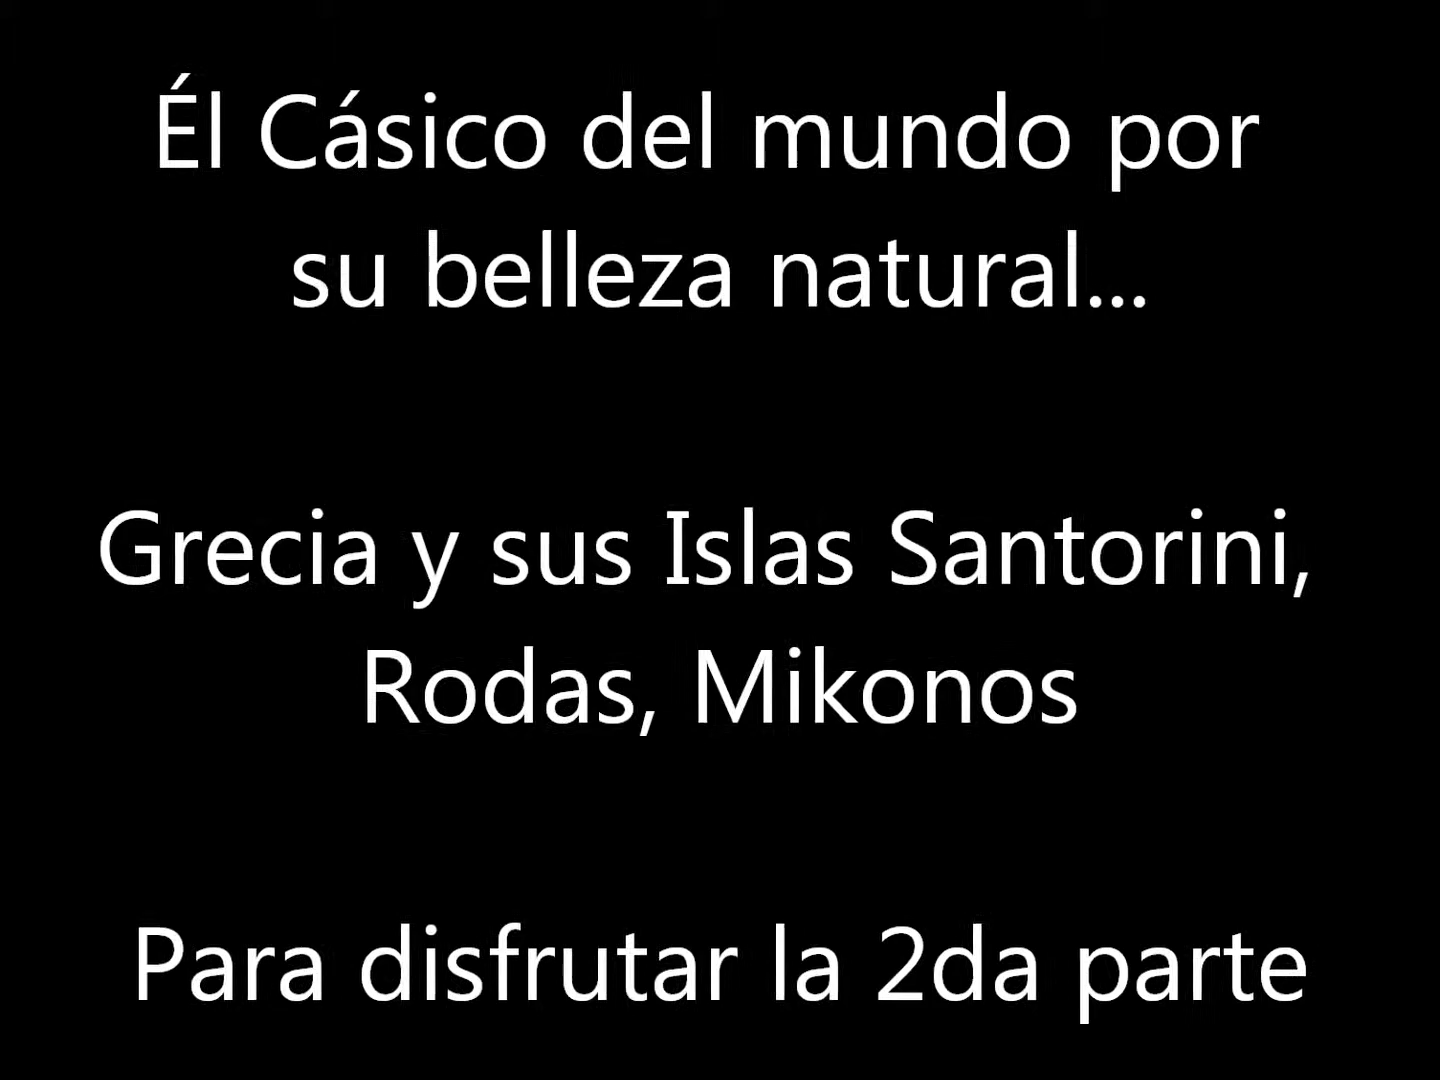 Él Cásico del mundo por
su belleza natural...
Grecia y sus Islas Santorini,
Rodas, Mikonos
Para disfrutar la 2da parte